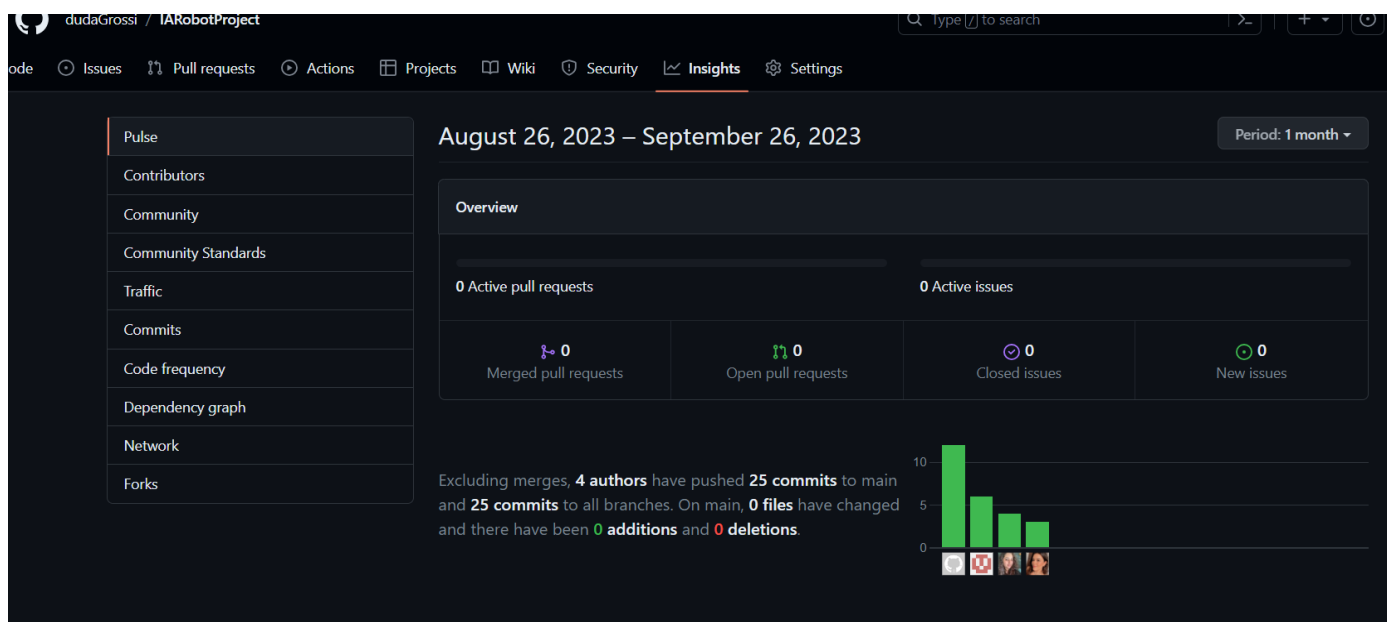 dudaGrossi / IARobotProject
Type / to search
ode Issues Pull requests Actions Projects Wiki Security Insights Settings
Pulse
Contributors
Community
Community Standards
Traffic
Commits
Code frequency
Dependency graph
Network
Forks
August 26, 2023 – September 26, 2023
Period: 1 month
Overview
0 Active pull requests
0 Active issues
0
Merged pull requests
0
Open pull requests
0
Closed issues
0
New issues
Excluding merges, 4 authors have pushed 25 commits to main
and 25 commits to all branches. On main, 0 files have changed
and there have been 0 additions and 0 deletions.
10
5
0